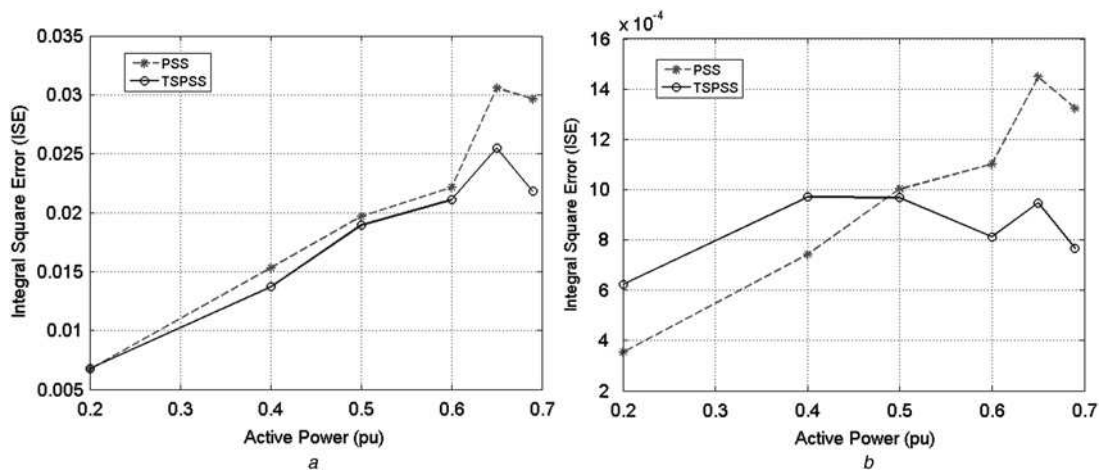 0.035
0.03
0.025
0.02
0.015
0.01
0.005
Integral Square Error (ISE)
PSS
TSPSS
0.2 0.3 0.4 0.5 0.6 0.7
Active Power (pu)
a
x 10-4
16
14
12
10
8
6
4
2
Integral Square Error (ISE)
PSS
TSPSS
0.2 0.3 0.4 0.5 0.6 0.7
Active Power (pu)
b